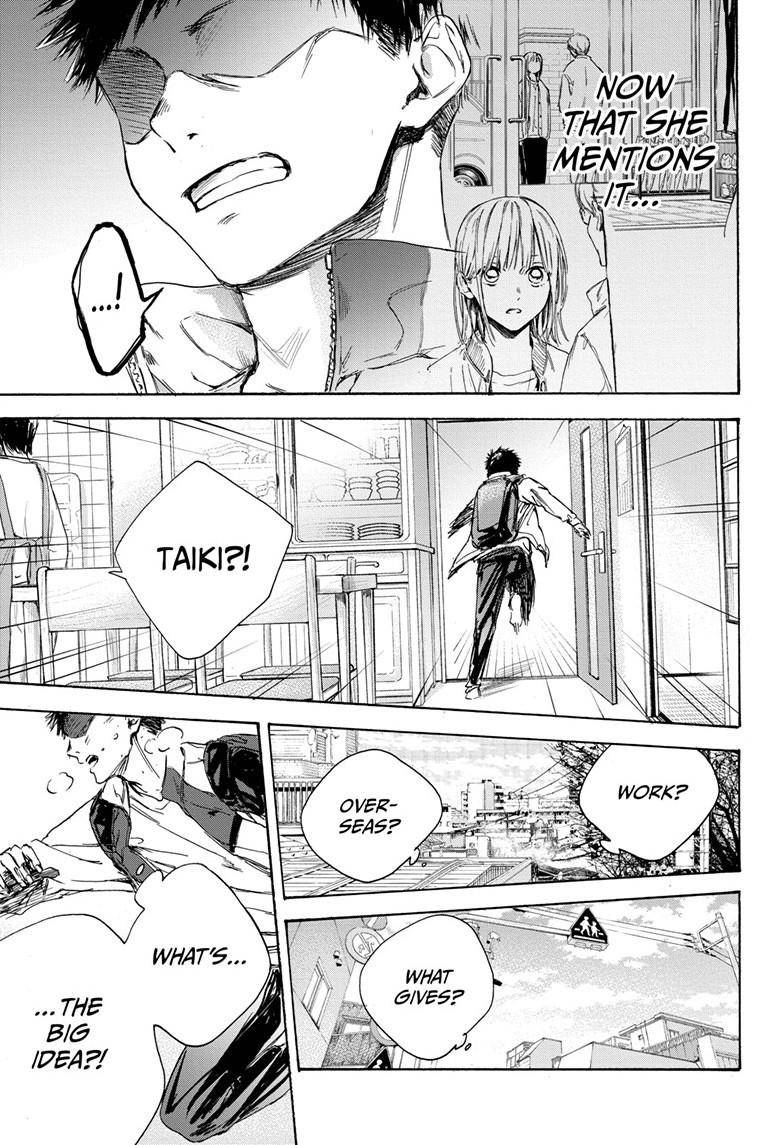 NOW
THAT SHE
MENTIONS
IT...
....!
TAIKI?!
WORK?
OVER-
SEAS?
WHAT
GIVES?
WHAT'S...
...THE
BIG
IDEA?!